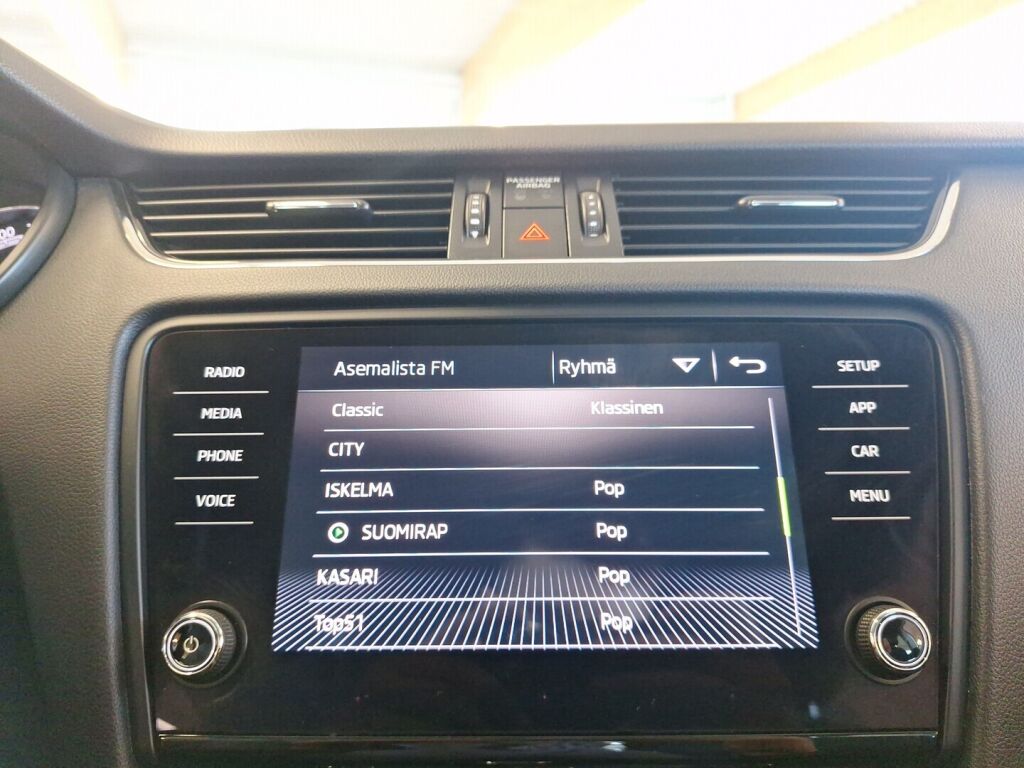 PASSENGER
AIRBAG
00
RADIO
MEDIA
PHONE
VOICE
Asemalista FM Ryhmä
Classic Klassinen
CITY
ISKELMA Pop
SUOMIRAP Pop
KASARI Pop
Top51 Pop
SETUP
APP
CAR
MENU